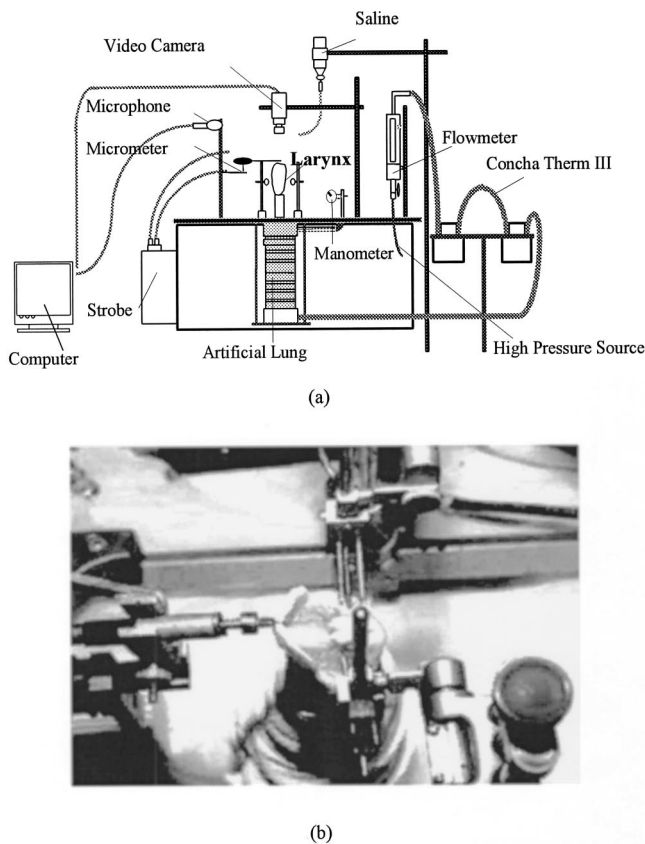 Saline
Video Camera
Microphone
Micrometer
Larynx
Flowmeter
Concha Therm III
Manometer
Strobe
Artificial Lung
Computer
High Pressure Source
(a)
(b)